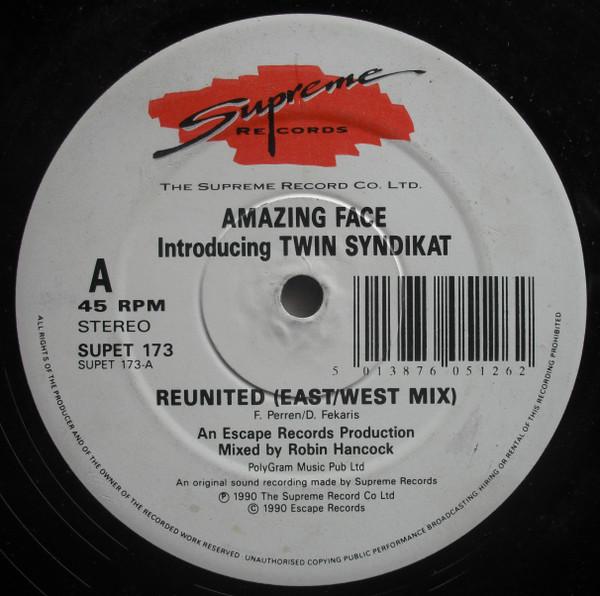 Supreme
RECORDS
THE SUPREME RECORD CO. LTD.
AMAZING FACE
Introducing TWIN SYNDIKAT
A
45 RPM
STEREO
SUPET 173
SUPET 173-A
5 013876 051262
REUNITED (EAST/WEST MIX)
F. Perren/D. Fekaris
An Escape Records Production
Mixed by Robin Hancock
PolyGram Music Pub Ltd
An original sound recording made by Supreme Records
℗ 1990 The Supreme Record Co Ltd
© 1990 Escape Records
ALL RIGHTS OF THE PRODUCER AND OF THE OWNER OF THE RECORDED WORK RESERVED · UNAUTHORISED COPYING PUBLIC PERFORMANCE BROADCASTING HIRING OR RENTAL OF THIS RECORDING PROHIBITED